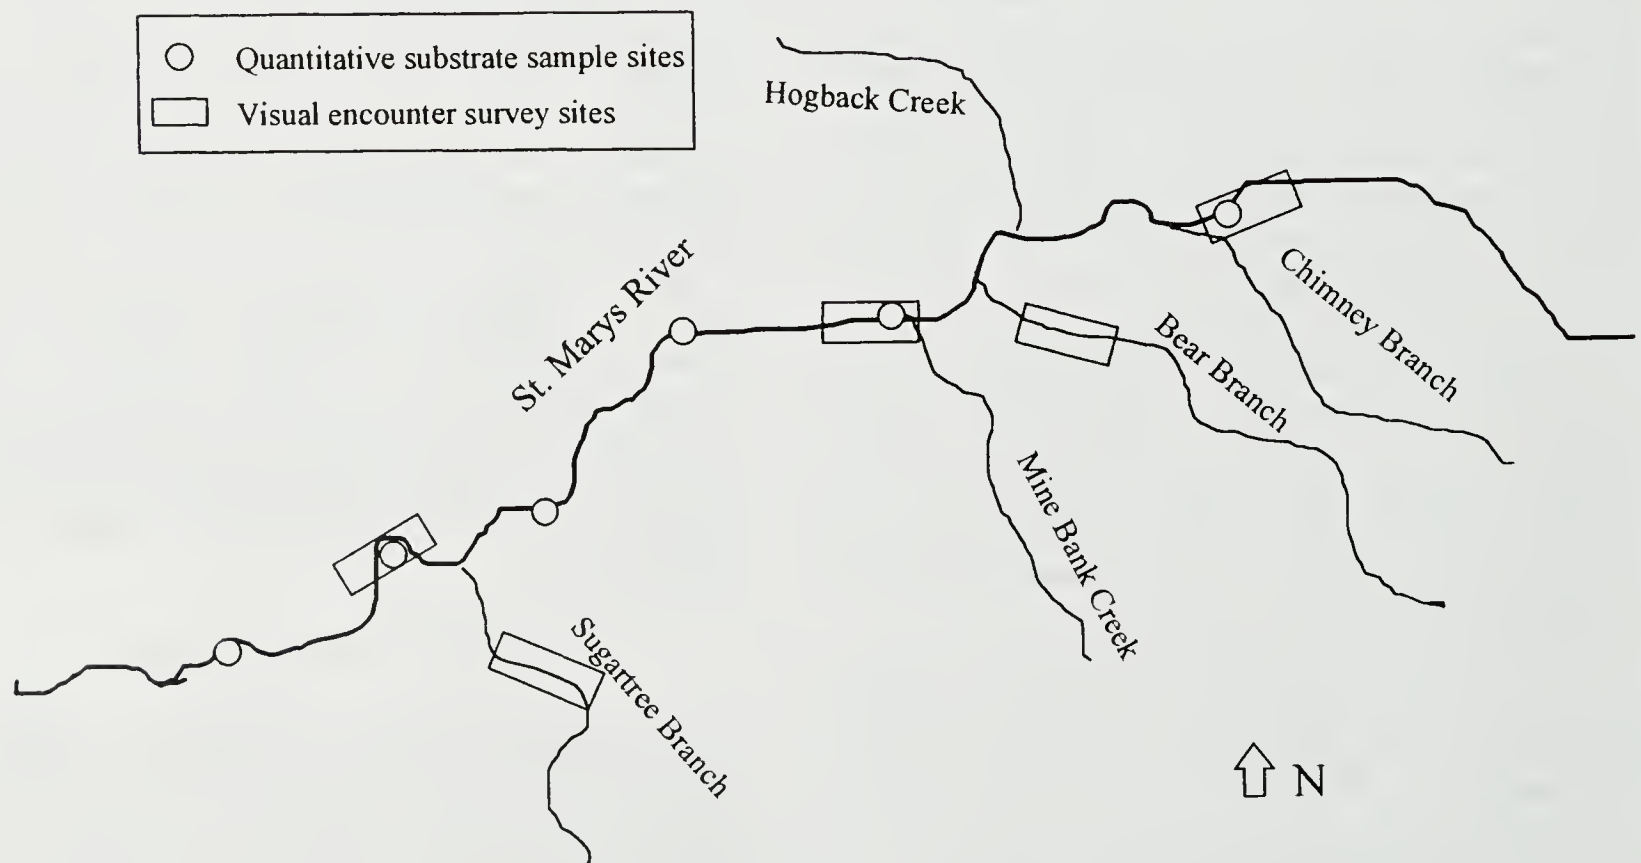 Quantitative substrate sample sites
Visual encounter survey sites
Hogback Creek
St. Marys River
Chimney Branch
Bear Branch
Mine Bank Creek
Sugartree Branch
N